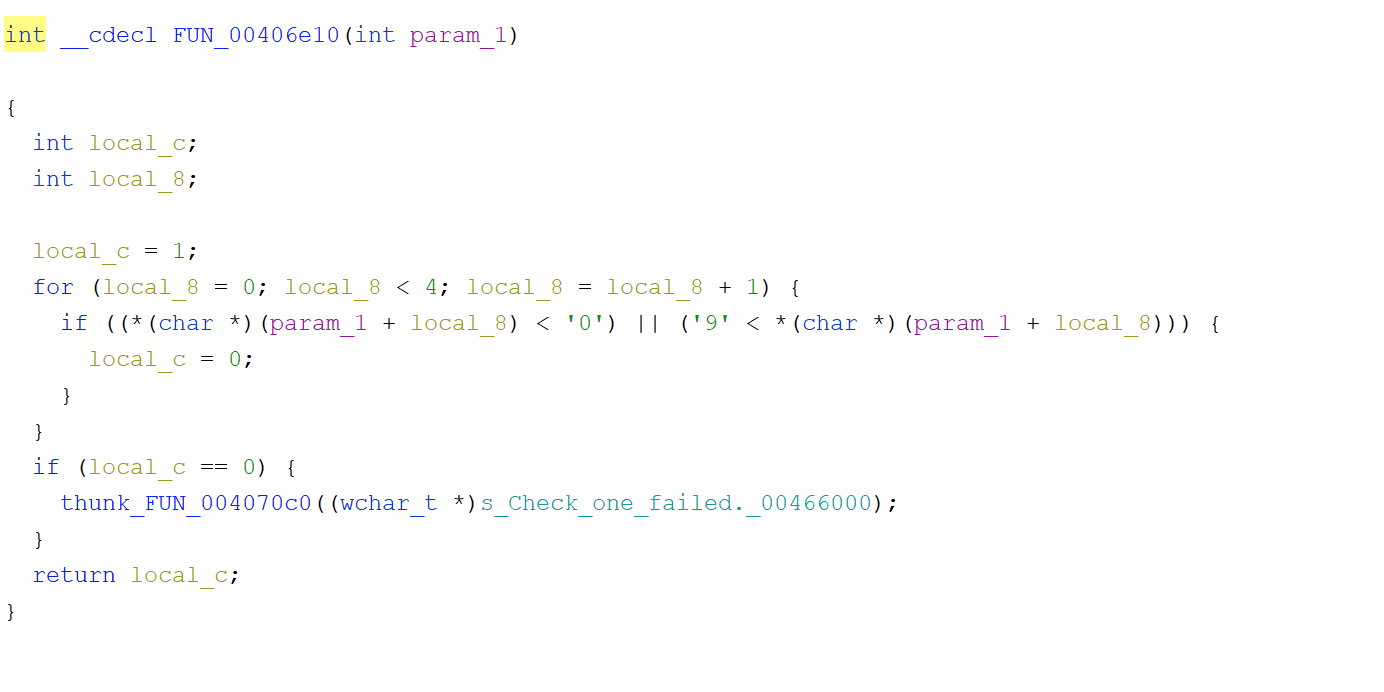 int __cdecl FUN_00406e10(int param_1)
{
int local_c;
int local_8;
local_c = 1;
for (local_8 = 0; local_8 < 4; local_8 = local_8 + 1) {
if ((*(char *)(param_1 + local_8) < '0') || ('9' < *(char *)(param_1 + local_8))) {
local_c = 0;
}
}
if (local_c == 0) {
thunk_FUN_004070c0((wchar_t *)s_Check_one_failed._00466000);
}
return local_c;
}